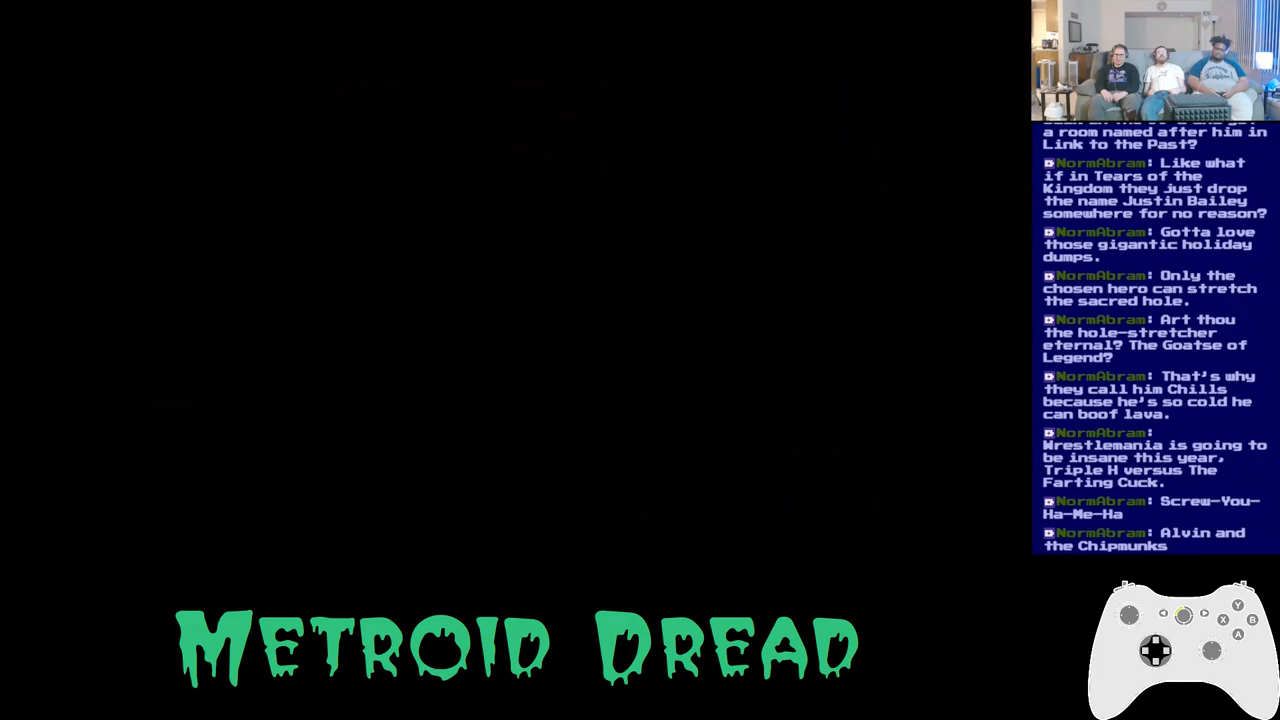 a room named after him in
Link to the Past?
NormAbram: Like what
if in Tears of the
Kingdom they just drop
the name Justin Bailey
somewhere for no reason?
NormAbram: Gotta love
those gigantic holiday
dumps.
NormAbram: Only the
chosen hero can stretch
the sacred hole.
NormAbram: Art thou
the hole-stretcher
eternal? The Goatse of
Legend?
NormAbram: That's why
they call him Chills
because he's so cold he
can boof lava.
NormAbram:
Wrestlemania is going to
be insane this year,
Triple H versus The
Farting Cuck.
NormAbram: Screw-You-
Ha-Me-Ha
NormAbram: Alvin and
the Chipmunks
METROID DREAD
Y
X
B
A